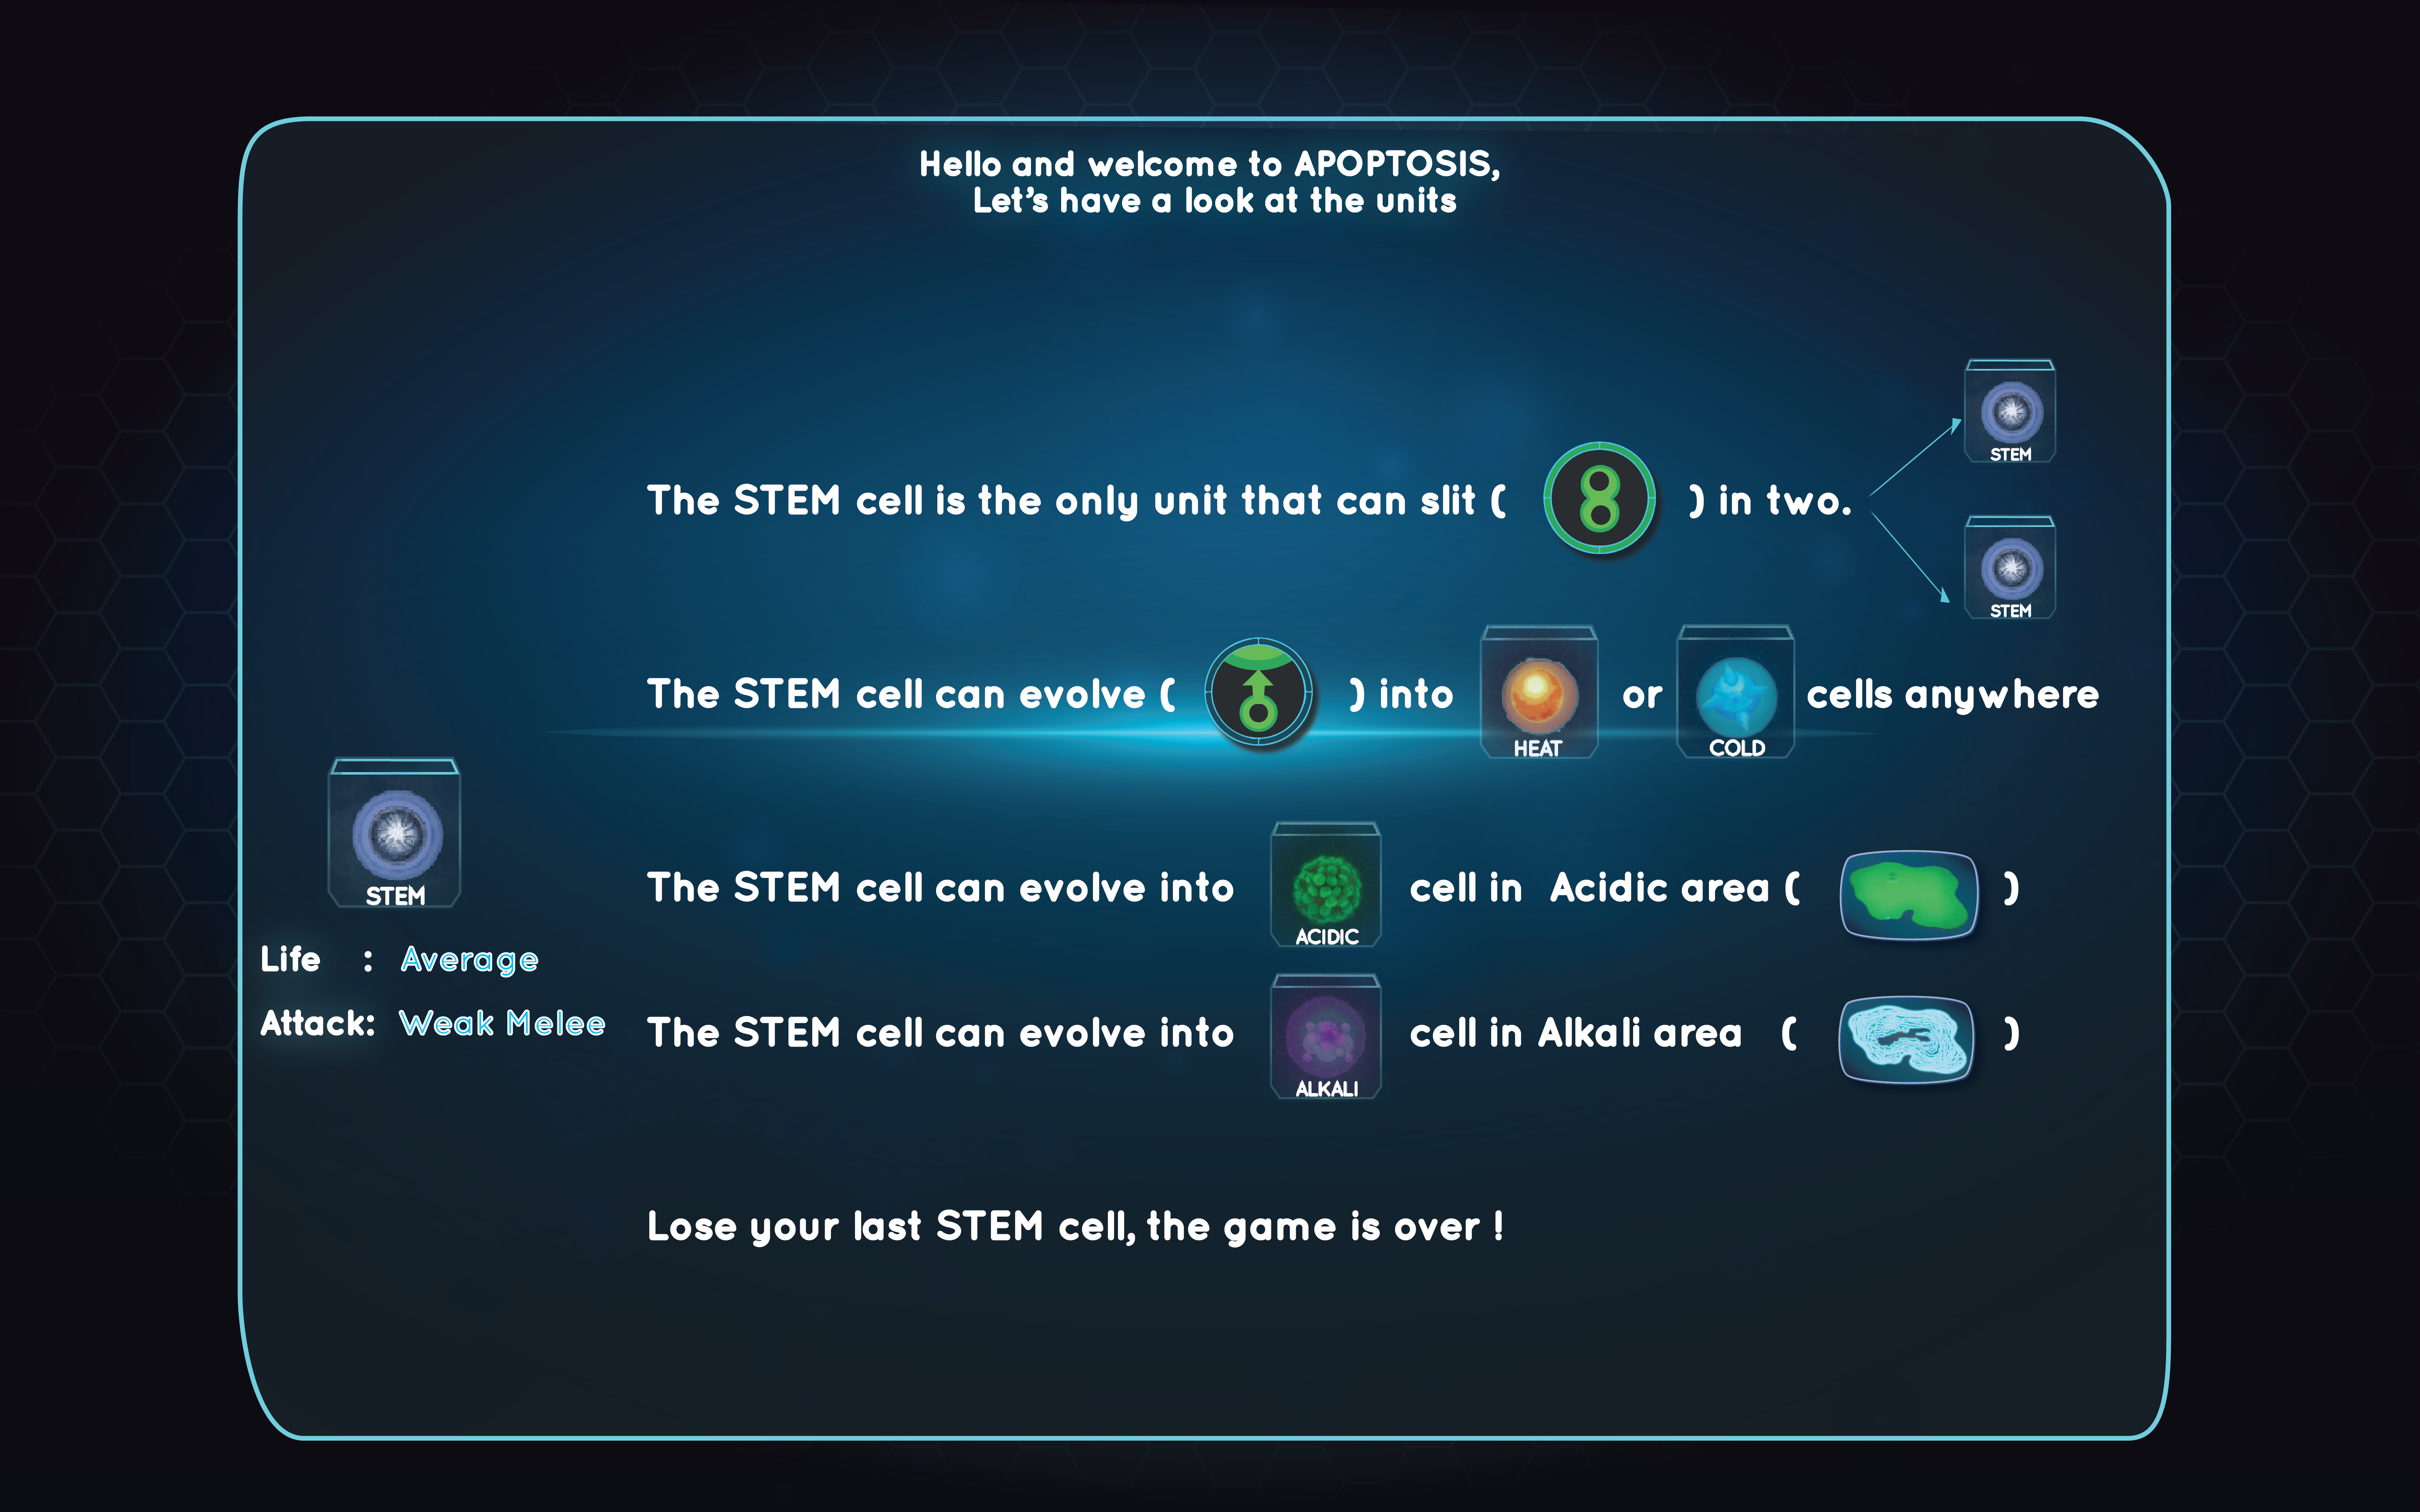 Hello and welcome to APOPTOSIS,
Let's have a look at the units
STEM
The STEM cell is the only unit that can slit ( ) in two.
STEM
The STEM cell can evolve ( ) into HEAT or COLD cells anywhere
STEM
Life : Average
Attack: Weak Melee
The STEM cell can evolve into ACIDIC cell in Acidic area ( )
The STEM cell can evolve into ALKALI cell in Alkali area ( )
Lose your last STEM cell, the game is over !